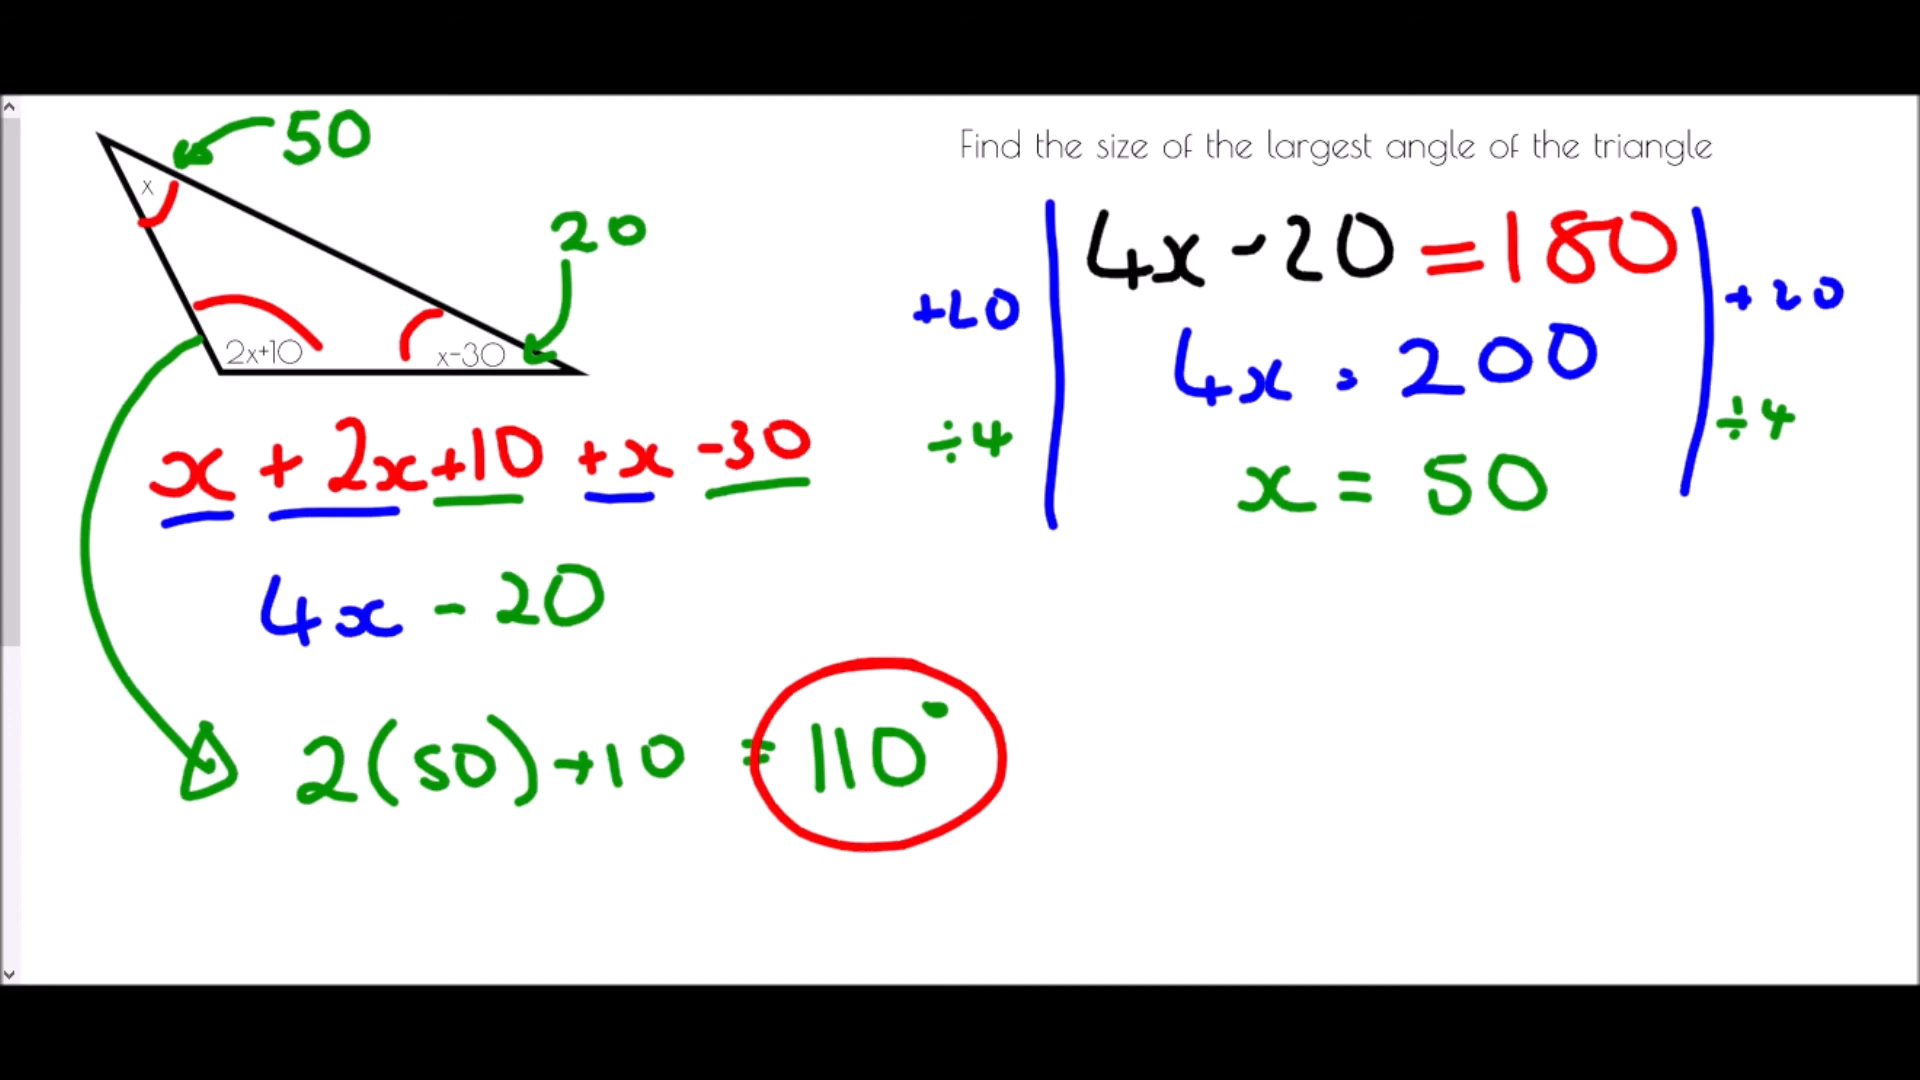 50
Find the size of the largest angle of the triangle
x
20
4x - 20 = 180
+20
+20
4x = 200
2x+10
x-30
÷4
÷4
x + 2x +10 + x -30
x = 50
4x - 20
2(50) +10 = 110°